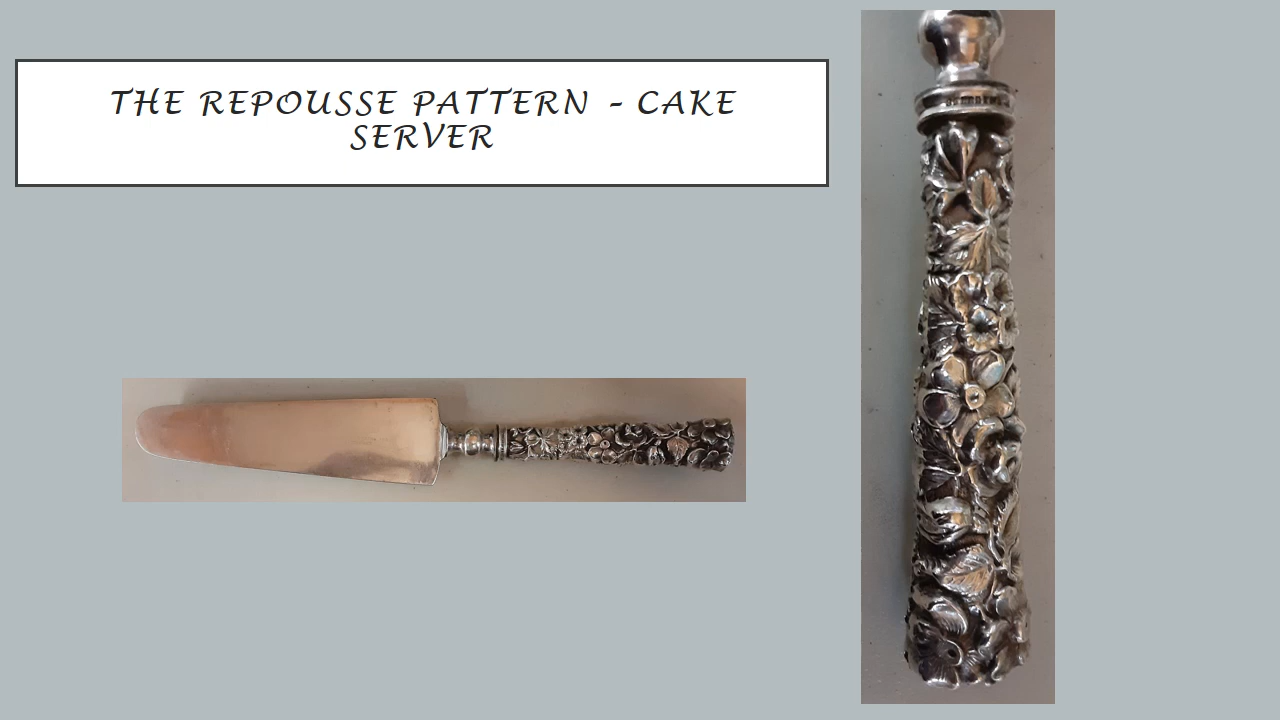 THE REPOUSSE PATTERN – CAKE
SERVER